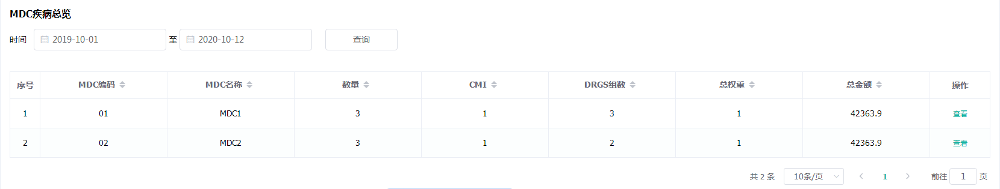 MDC疾病总览
时间 2019-10-01 至 2020-10-12 查询
序号 MDC编码 MDC名称 数量 CMI DRGS组数 总权重 总金额 操作
1 01 MDC1 3 1 3 1 42363.9 查看
2 02 MDC2 3 1 2 1 42363.9 查看
共 2 条 10条/页 1 前往 1 页